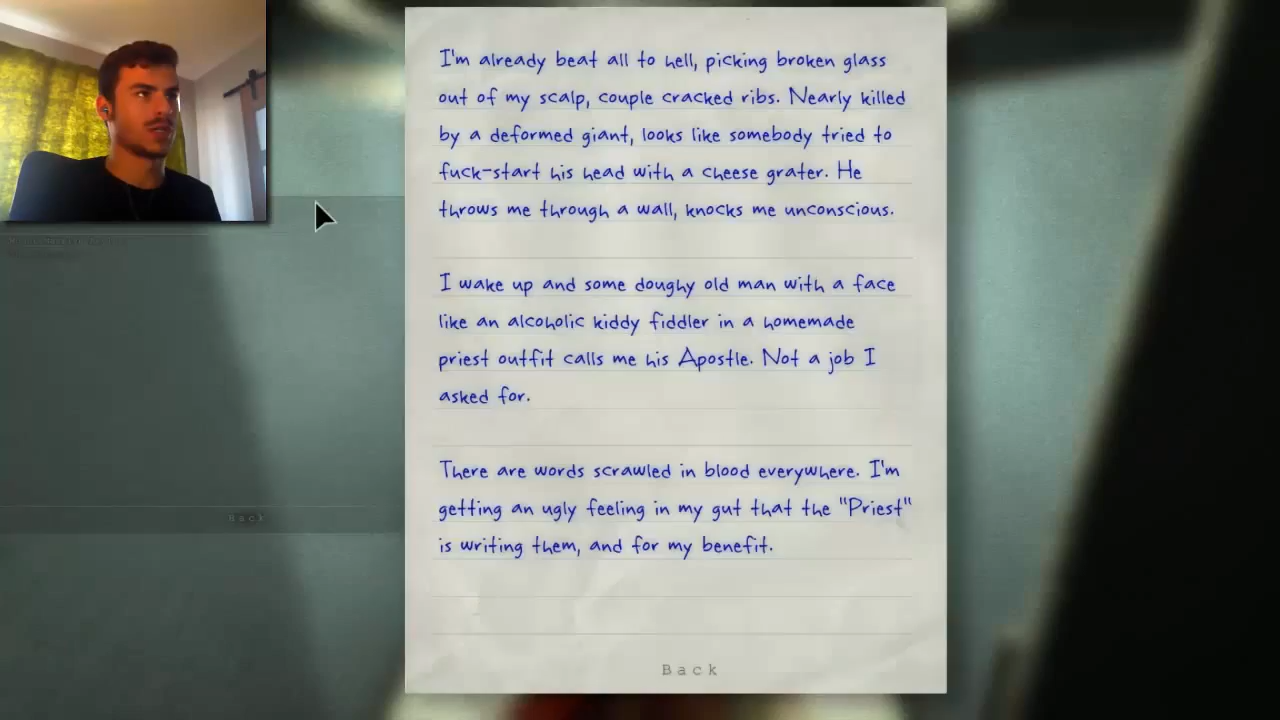 I'm already beat all to hell, picking broken glass
out of my scalp, couple cracked ribs. Nearly killed
by a deformed giant, looks like somebody tried to
fuck-start his head with a cheese grater. He
throws me through a wall, knocks me unconscious.
I wake up and some doughy old man with a face
like an alcoholic kiddy fiddler in a homemade
priest outfit calls me his Apostle. Not a job I
asked for.
There are words scrawled in blood everywhere. I'm
getting an ugly feeling in my gut that the "Priest"
is writing them, and for my benefit.
Back
Back